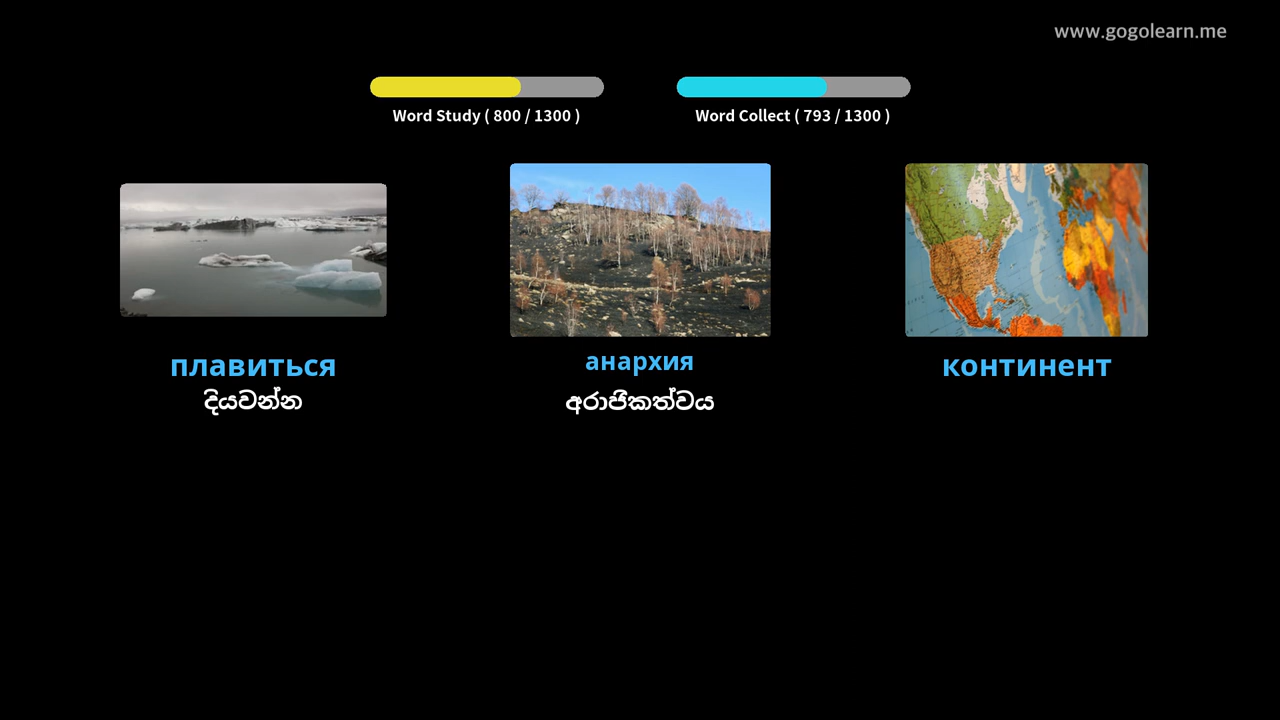 www.gogolearn.me
Word Study ( 800 / 1300 )
Word Collect ( 793 / 1300 )
плавиться
දියවන්න
анархия
අරාජිකත්වය
континент